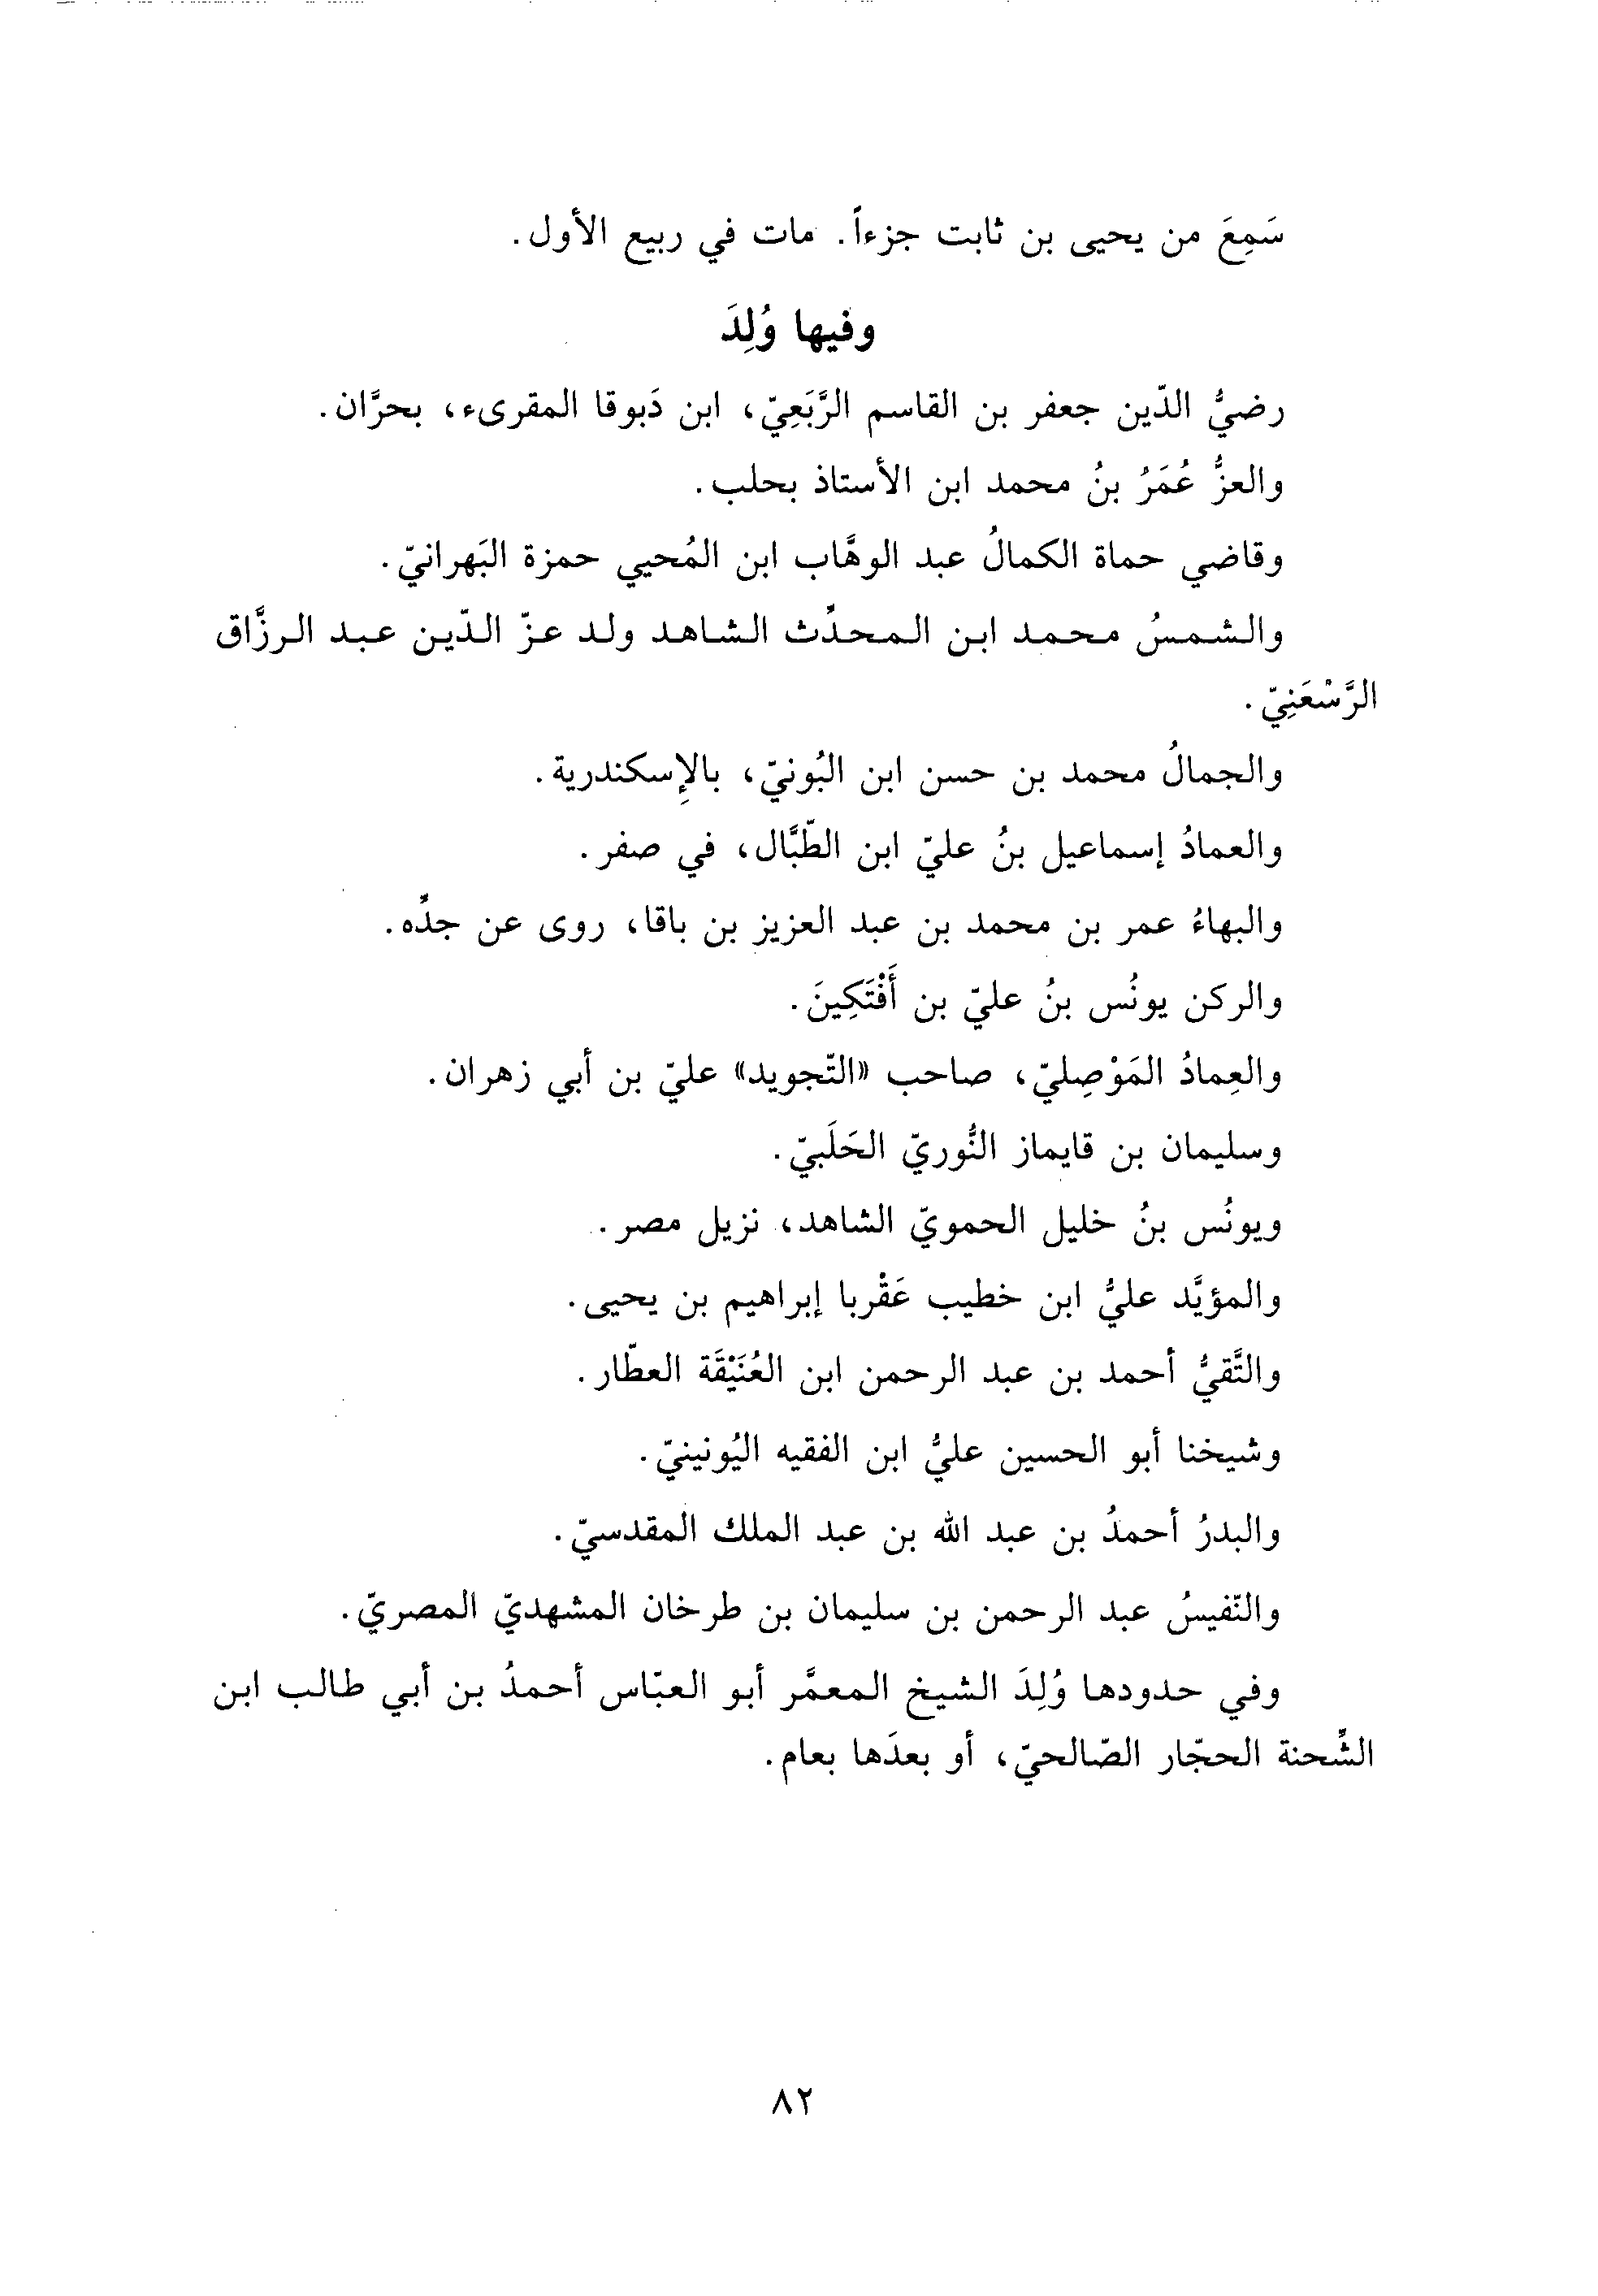 سَمِعَ من يحيى بن ثابت جزءاً. مات في ربيع الأول.
وفيها وُلِدَ
رضيُّ الدّين جعفر بن القاسم الرَّبَعِيّ، ابن دَبوقا المقرىء، بحرَّان.
والعزُّ عُمَرُ بنُ محمد ابن الأستاذ بحلب.
وقاضي حماة الكمالُ عبد الوهَّاب ابن المُحيي حمزة البَهرانيّ.
والشمسُ محمد ابن المحدِّث الشاهد ولد عزّ الدّين عبد الرزَّاق
الرَّسْعَنِيّ.
والجمالُ محمد بن حسن ابن البُونيّ، بالإِسكندرية.
والعمادُ إسماعيل بنُ عليّ ابن الطّبَّال، في صفر.
والبهاءُ عمر بن محمد بن عبد العزيز بن باقا، روى عن جدِّه.
والركن يونُس بنُ عليّ بن أَفْتَكِينَ.
والعِمادُ المَوْصِليّ، صاحب «التّجويد» عليّ بن أبي زهران.
وسليمان بن قايماز النُّوريّ الحَلَبيّ.
ويونُس بنُ خليل الحمويّ الشاهد، نزيل مصر.
والمؤيَّد عليُّ ابن خطيب عَقْربا إبراهيم بن يحيى.
والتَّقيُّ أحمد بن عبد الرحمن ابن العُنَيْقَة العطّار.
وشيخنا أبو الحسين عليُّ ابن الفقيه اليُونينيّ.
والبدرُ أحمدُ بن عبد الله بن عبد الملك المقدسيّ.
والنّفيسُ عبد الرحمن بن سليمان بن طرخان المشهديّ المصريّ.
وفي حدودها وُلِدَ الشيخ المعمَّر أبو العبّاس أحمدُ بن أبي طالب ابن
الشِّحنة الحجّار الصّالحيّ، أو بعدَها بعام.
٨٢